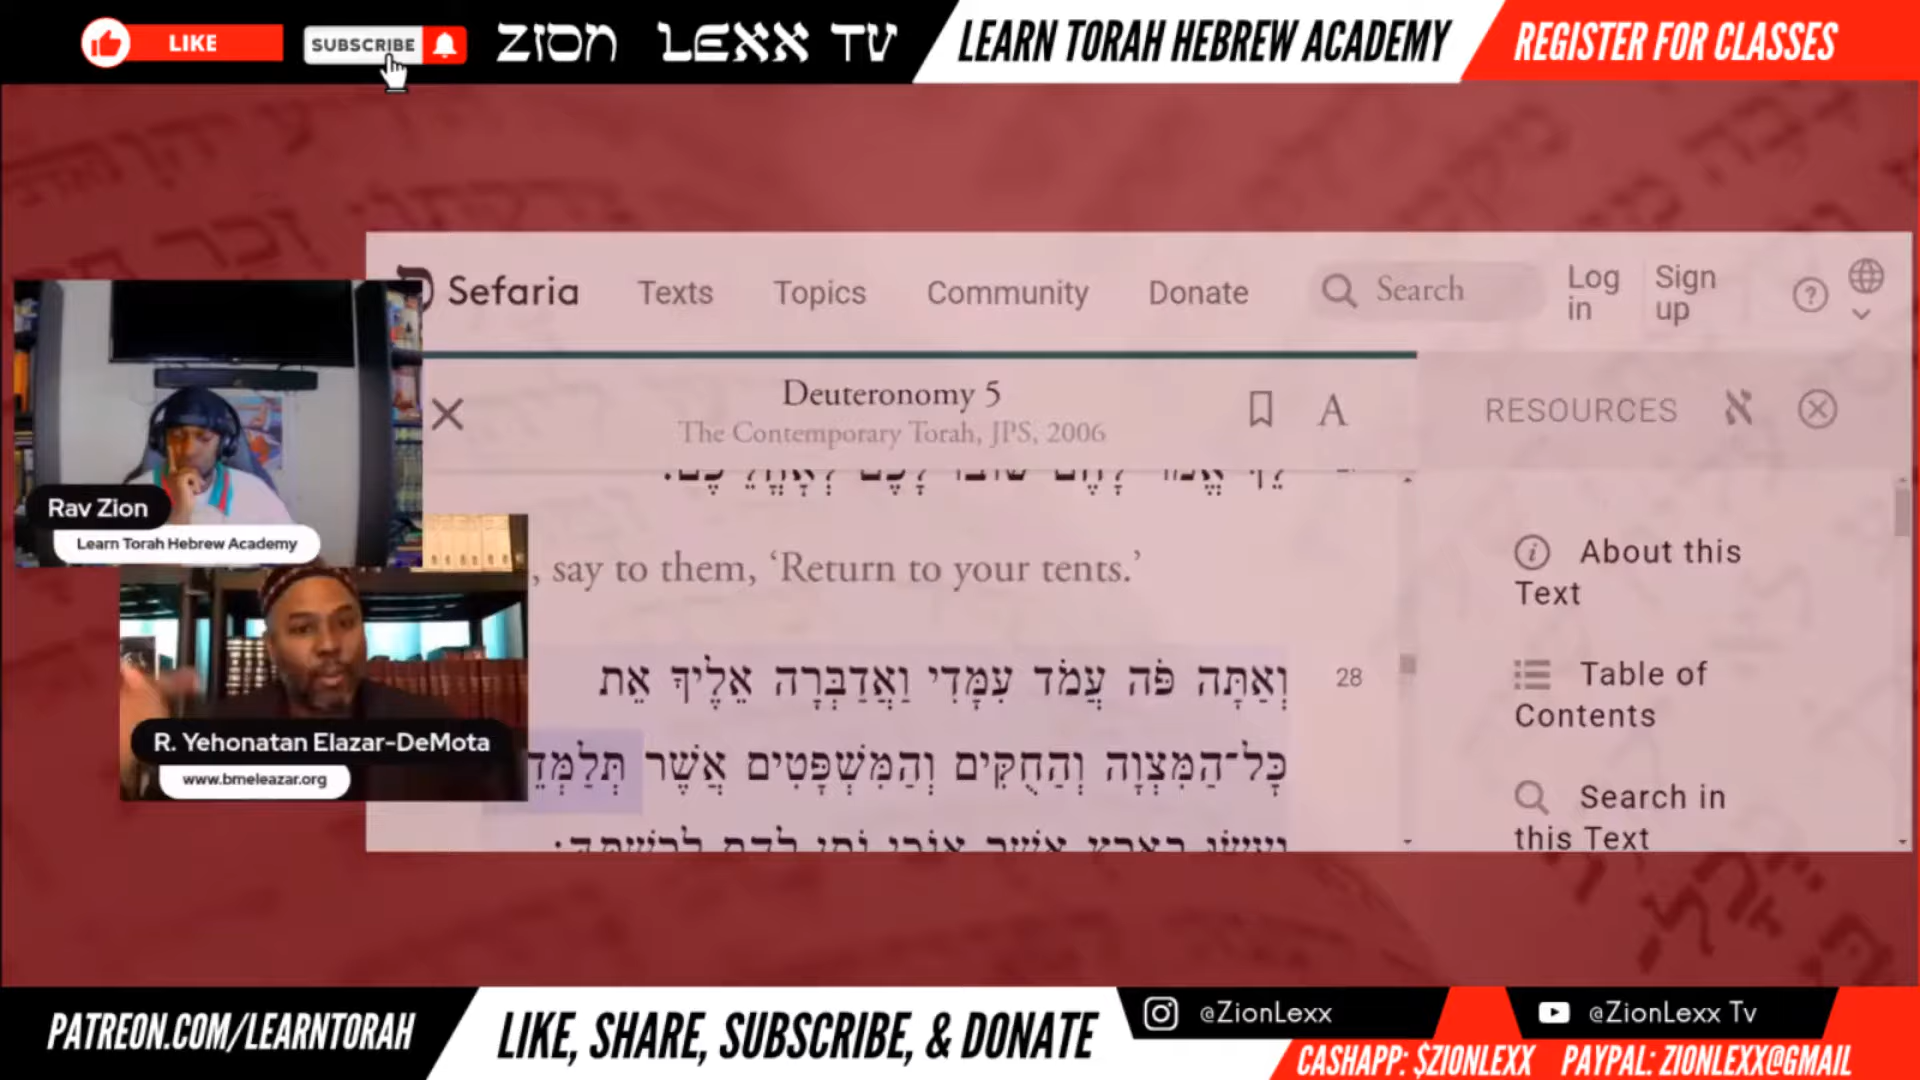 LIKE
SUBSCRIBE
ZION LEXX TV
LEARN TORAH HEBREW ACADEMY
REGISTER FOR CLASSES
Sefaria
Texts
Topics
Community
Donate
Search
Log in
Sign up
Deuteronomy 5
The Contemporary Torah, JPS, 2006
A
RESOURCES
, say to them, ‘Return to your tents.’
28
וְאַתָּה פֹּה עֲמֹד עִמָּדִי וַאֲדַבְּרָה אֵלֶיךָ אֵת
כׇּל־הַמִּצְוָה וְהַחֻקִּים וְהַמִּשְׁפָּטִים אֲשֶׁר
About this
Text
Table of
Contents
Search in
this Text
Rav Zion
Learn Torah Hebrew Academy
R. Yehonatan Elazar-DeMota
www.bmeleazar.org
PATREON.COM/LEARNTORAH
LIKE, SHARE, SUBSCRIBE, & DONATE
@ZionLexx
@ZionLexx Tv
CASHAPP: $ZIONLEXX
PAYPAL: ZIONLEXX@GMAIL